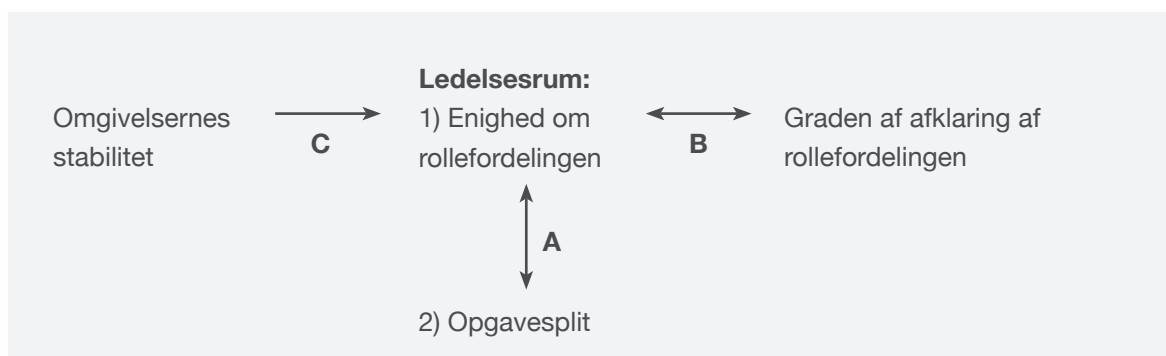 Ledelsesrum:
Omgivelsernes
stabilitet
C
1) Enighed om
rollefordelingen
B
Graden af afklaring af
rollefordelingen
A
2) Opgavesplit